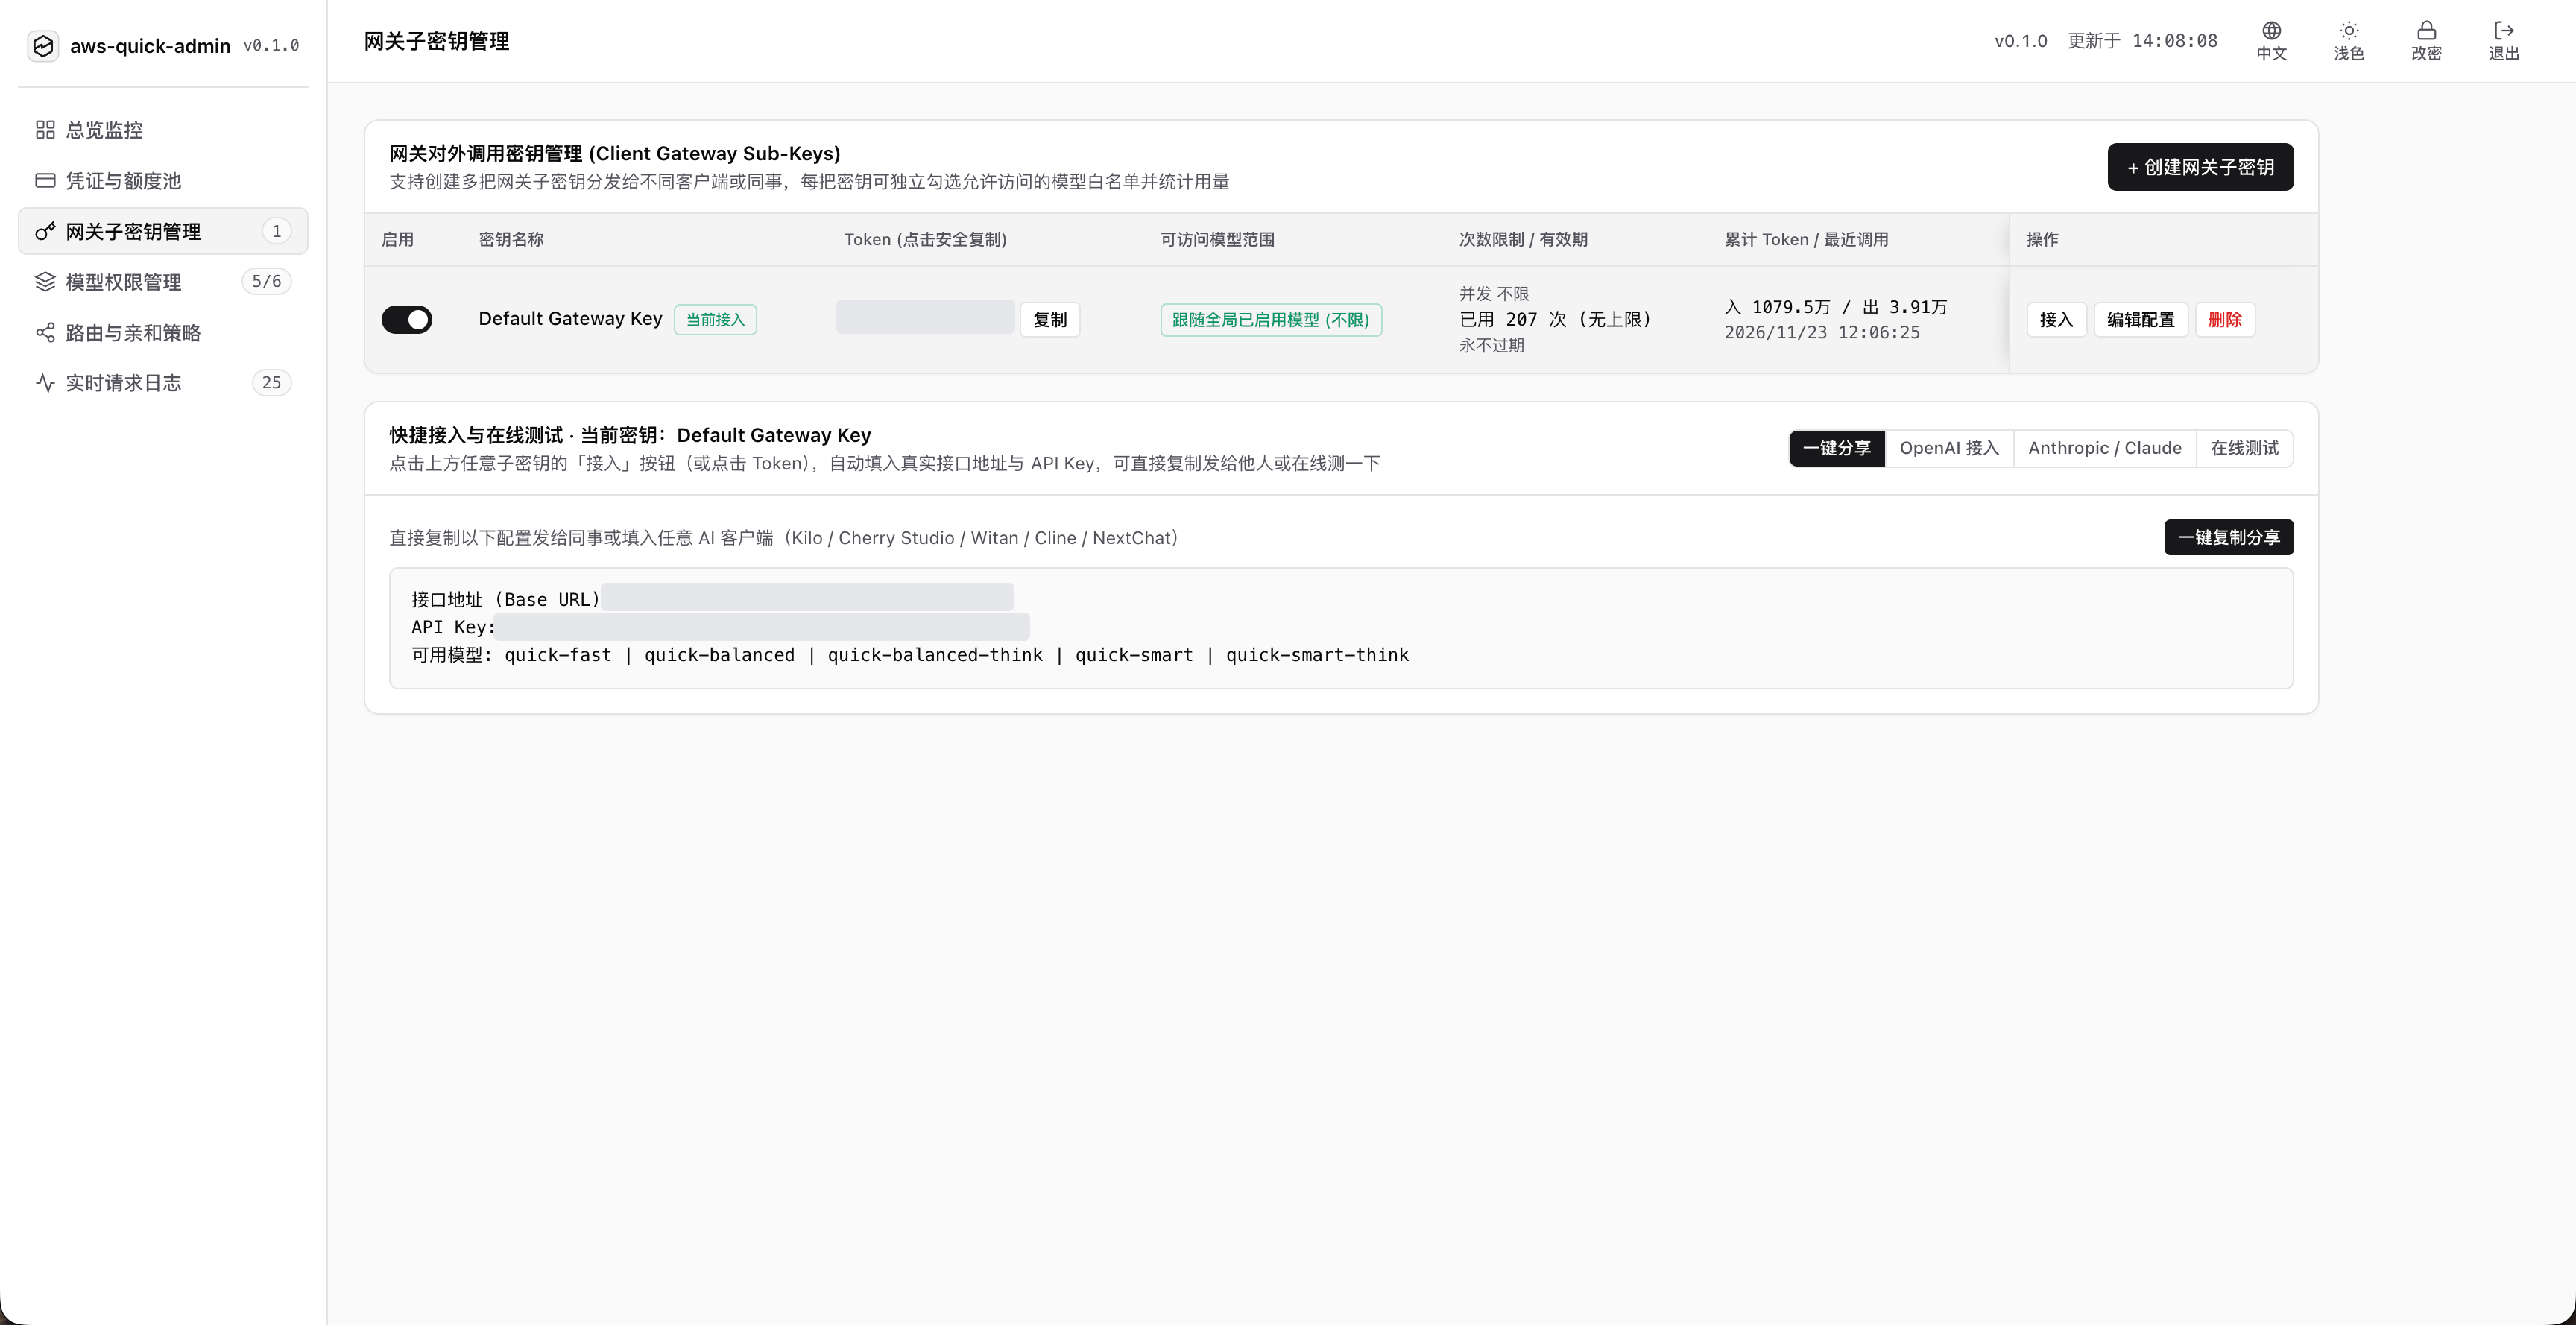 aws-quick-admin v0.1.0
总览监控
凭证与额度池
网关子密钥管理 1
模型权限管理 5/6
路由与亲和策略
实时请求日志 25
网关子密钥管理
v0.1.0 更新于 14:08:08
中文
浅色
改密
退出
网关对外调用密钥管理 (Client Gateway Sub-Keys)
支持创建多把网关子密钥分发给不同客户端或同事，每把密钥可独立勾选允许访问的模型白名单并统计用量
+ 创建网关子密钥
启用 密钥名称 Token (点击安全复制) 可访问模型范围 次数限制 / 有效期 累计 Token / 最近调用 操作
Default Gateway Key 当前接入
复制
跟随全局已启用模型 (不限)
并发 不限
已用 207 次 (无上限)
永不过期
入 1079.5万 / 出 3.91万
2026/11/23 12:06:25
接入 编辑配置 删除
快捷接入与在线测试 · 当前密钥：Default Gateway Key
点击上方任意子密钥的「接入」按钮（或点击 Token），自动填入真实接口地址与 API Key，可直接复制发给他人或在线测一下
一键分享 OpenAI 接入 Anthropic / Claude 在线测试
直接复制以下配置发给同事或填入任意 AI 客户端（Kilo / Cherry Studio / Witan / Cline / NextChat）
一键复制分享
接口地址 (Base URL)
API Key:
可用模型: quick-fast | quick-balanced | quick-balanced-think | quick-smart | quick-smart-think